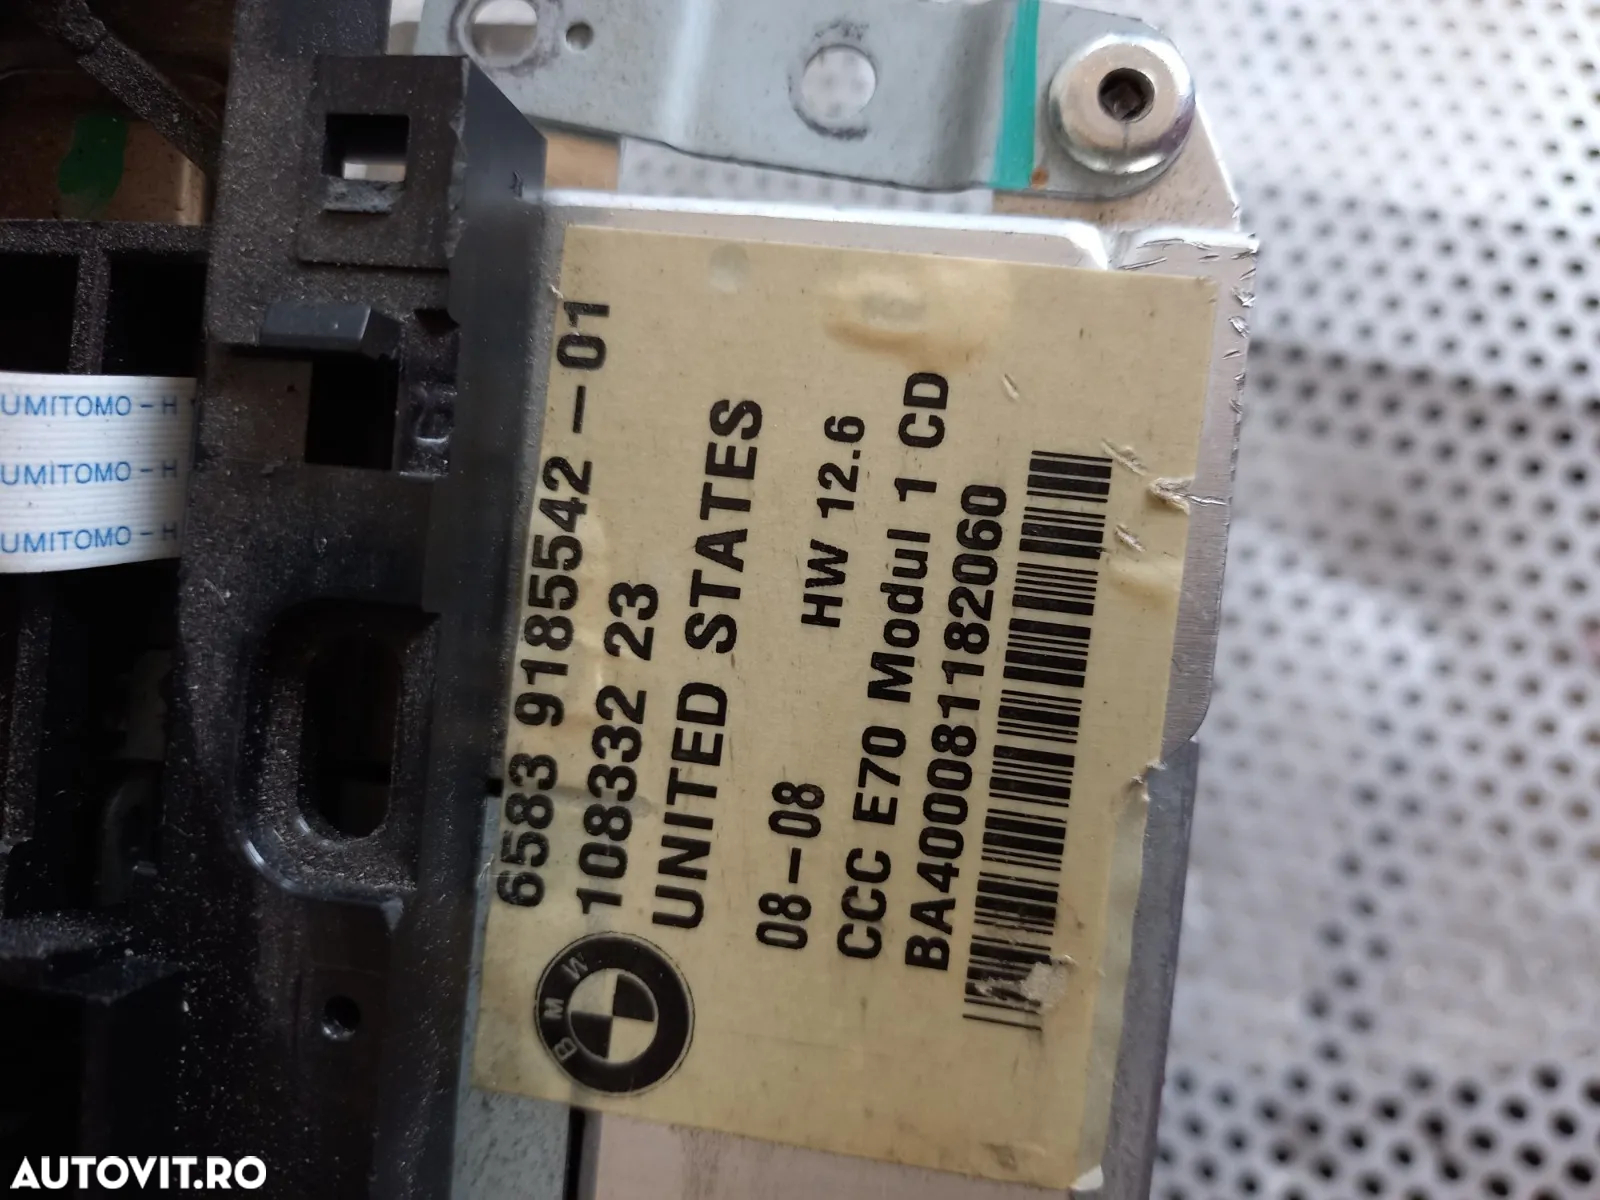 6583 9185542-01
108332 23
UNITED STATES
08-08 HW 12.6
CCC E70 Modul 1 CD
BA400081182060
BMW
UMITOMO - H
UMITOMO - H
UMITOMO - H
AUTOVIT.RO